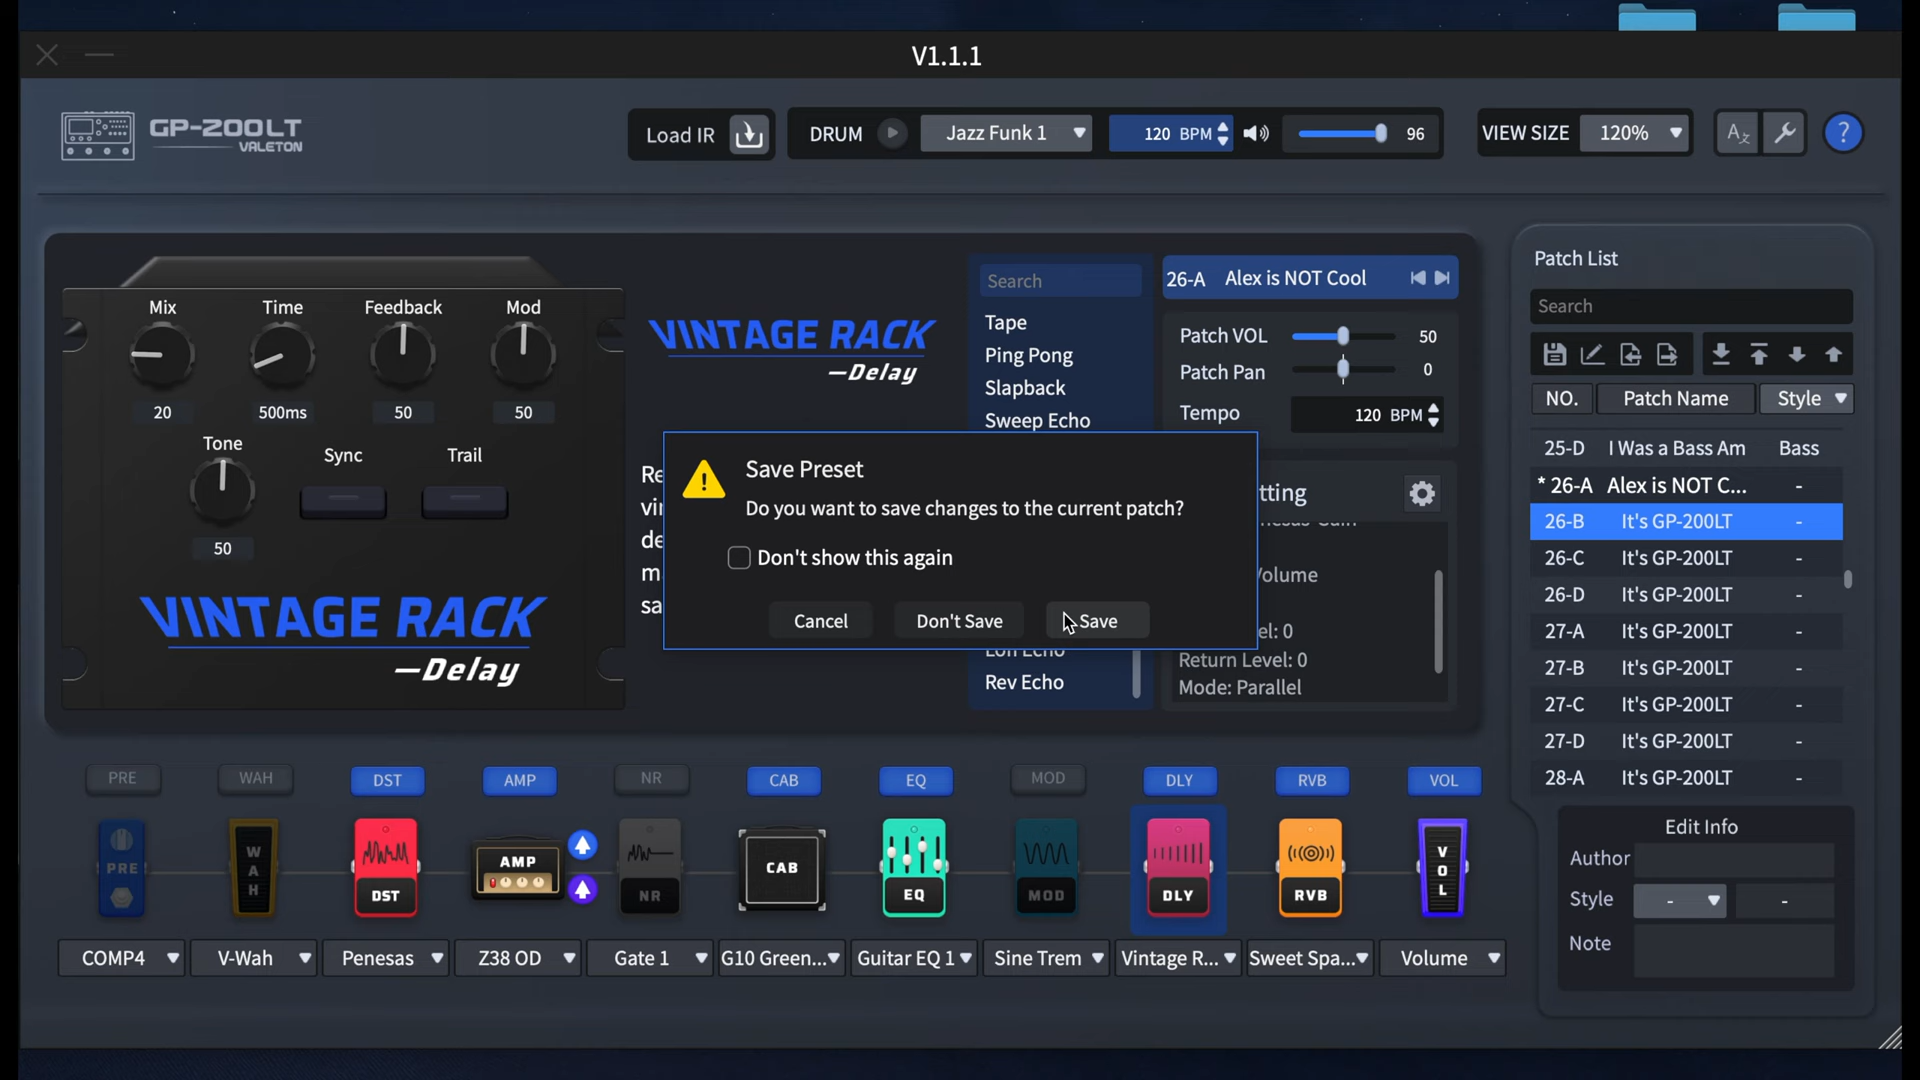 V1.1.1
GP-200LT
VALETON
Load IR
DRUM
Jazz Funk 1
120 BPM
96
VIEW SIZE
120%
Az
?
Mix
Time
Feedback
Mod
20
500ms
50
50
Tone
Sync
Trail
50
VINTAGE RACK
—Delay
VINTAGE RACK
—Delay
Search
Tape
Ping Pong
Slapback
Sweep Echo
Rev Echo
26-A Alex is NOT Cool
Patch VOL
50
Patch Pan
0
Tempo
120 BPM
Return Level: 0
Mode: Parallel
Save Preset
Do you want to save changes to the current patch?
Don't show this again
Cancel
Don't Save
Save
Patch List
Search
NO. Patch Name Style
25-D I Was a Bass Am Bass
* 26-A Alex is NOT C... -
26-B It's GP-200LT -
26-C It's GP-200LT -
26-D It's GP-200LT -
27-A It's GP-200LT -
27-B It's GP-200LT -
27-C It's GP-200LT -
27-D It's GP-200LT -
28-A It's GP-200LT -
Edit Info
Author
Style - -
Note
PRE WAH DST AMP NR CAB EQ MOD DLY RVB VOL
PRE WAH DST AMP NR CAB EQ MOD DLY RVB VOL
COMP4 V-Wah Penesas Z38 OD Gate 1 G10 Green... Guitar EQ 1 Sine Trem Vintage R... Sweet Spa... Volume